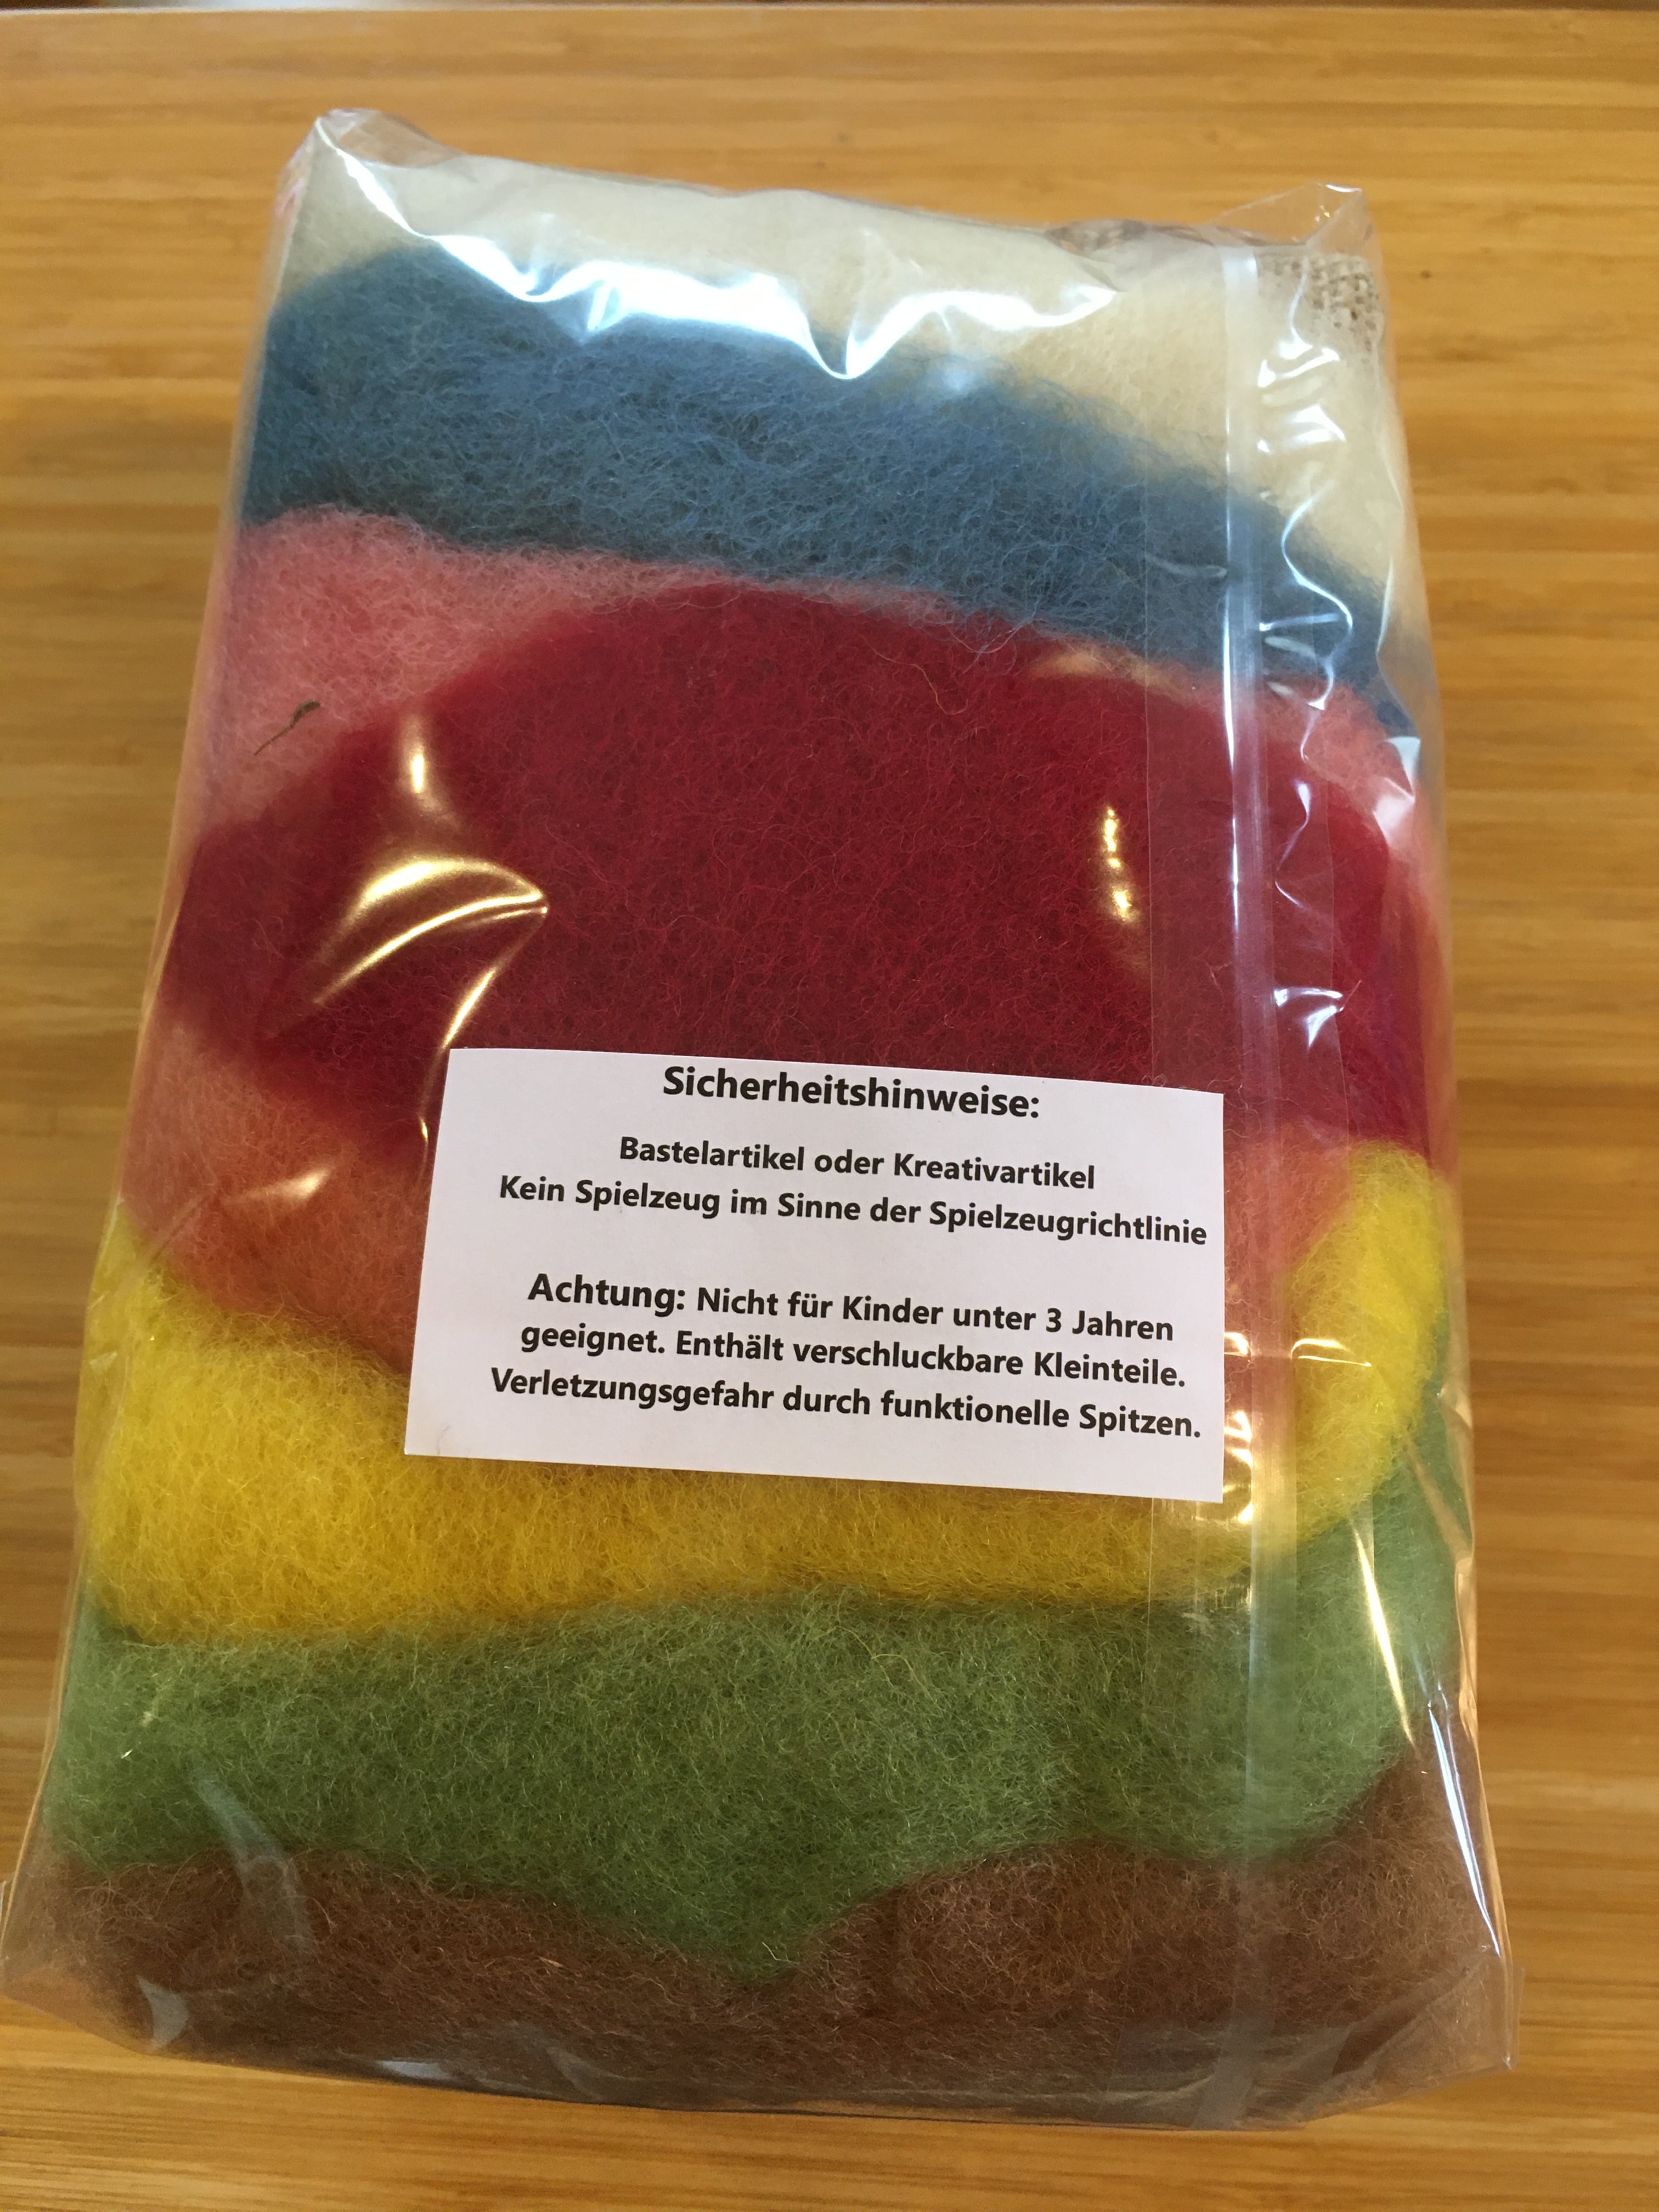 Sicherheitshinweise:
Bastelartikel oder Kreativartikel
Kein Spielzeug im Sinne der Spielzeugrichtlinie
Achtung: Nicht für Kinder unter 3 Jahren
geeignet. Enthält verschluckbare Kleinteile.
Verletzungsgefahr durch funktionelle Spitzen.